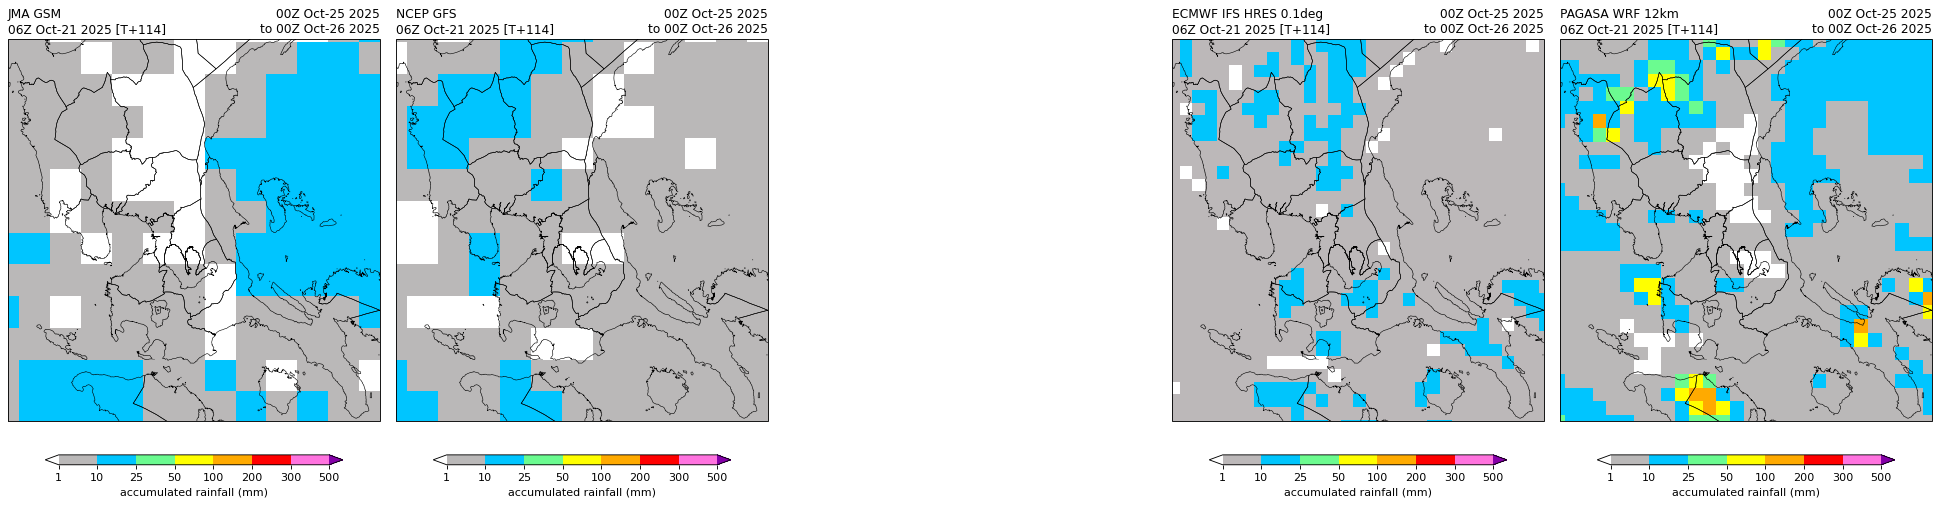 JMA GSM 00Z Oct-25 2025
06Z Oct-21 2025 [T+114] to 00Z Oct-26 2025
1 10 25 50 100 200 300 500
accumulated rainfall (mm)
NCEP GFS 00Z Oct-25 2025
06Z Oct-21 2025 [T+114] to 00Z Oct-26 2025
1 10 25 50 100 200 300 500
accumulated rainfall (mm)
ECMWF IFS HRES 0.1deg 00Z Oct-25 2025
06Z Oct-21 2025 [T+114] to 00Z Oct-26 2025
1 10 25 50 100 200 300 500
accumulated rainfall (mm)
PAGASA WRF 12km 00Z Oct-25 2025
06Z Oct-21 2025 [T+114] to 00Z Oct-26 2025
1 10 25 50 100 200 300 500
accumulated rainfall (mm)